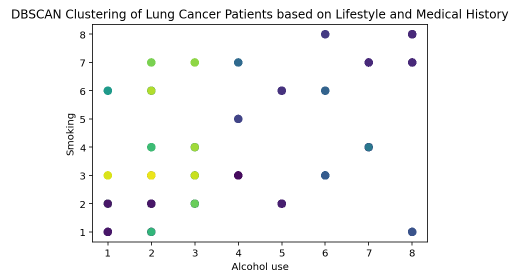 DBSCAN Clustering of Lung Cancer Patients based on Lifestyle and Medical History
8
7
6
5
4
3
2
1
Smoking
1 2 3 4 5 6 7 8
Alcohol use